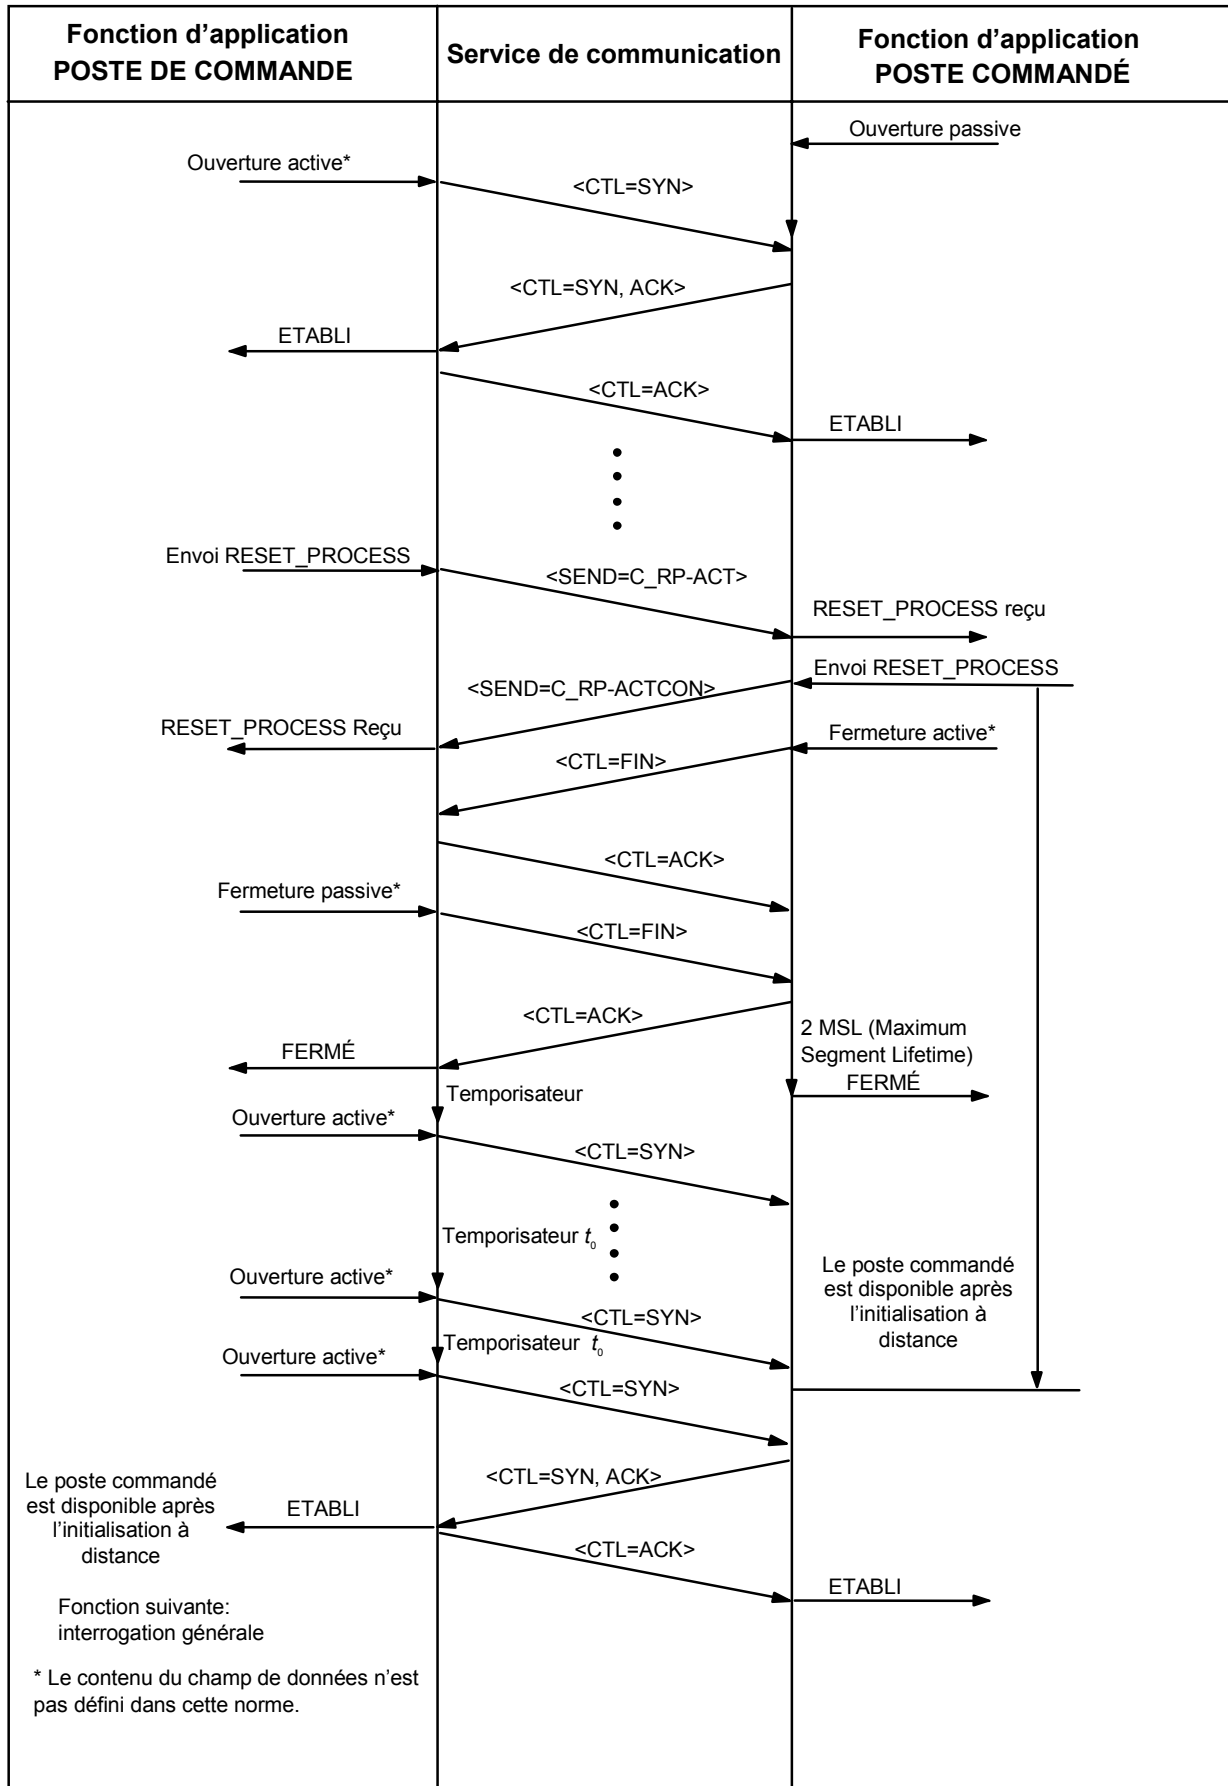 Fonction d’application
POSTE DE COMMANDE
Service de communication
Fonction d’application
POSTE COMMANDÉ
Ouverture passive
Ouverture active*
<CTL=SYN>
<CTL=SYN, ACK>
ETABLI
<CTL=ACK>
ETABLI
Envoi RESET_PROCESS
<SEND=C_RP-ACT>
RESET_PROCESS reçu
Envoi RESET_PROCESS
<SEND=C_RP-ACTCON>
RESET_PROCESS Reçu
Fermeture active*
<CTL=FIN>
<CTL=ACK>
Fermeture passive*
<CTL=FIN>
<CTL=ACK>
2 MSL (Maximum
Segment Lifetime)
FERMÉ
FERMÉ
Temporisateur
Ouverture active*
<CTL=SYN>
Temporisateur t0
Ouverture active*
Le poste commandé
est disponible après
l’initialisation à
distance
<CTL=SYN>
Temporisateur t0
Ouverture active*
<CTL=SYN>
<CTL=SYN, ACK>
Le poste commandé
est disponible après
l’initialisation à
distance
ETABLI
<CTL=ACK>
ETABLI
Fonction suivante:
interrogation générale
* Le contenu du champ de données n’est
pas défini dans cette norme.